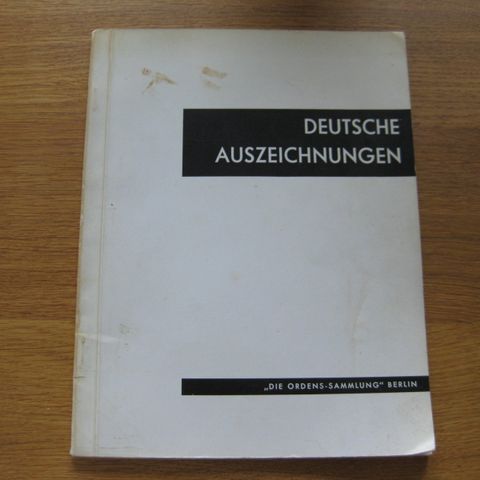 DEUTSCHE
AUSZEICHNUNGEN
„DIE ORDENS-SAMMLUNG“ BERLIN